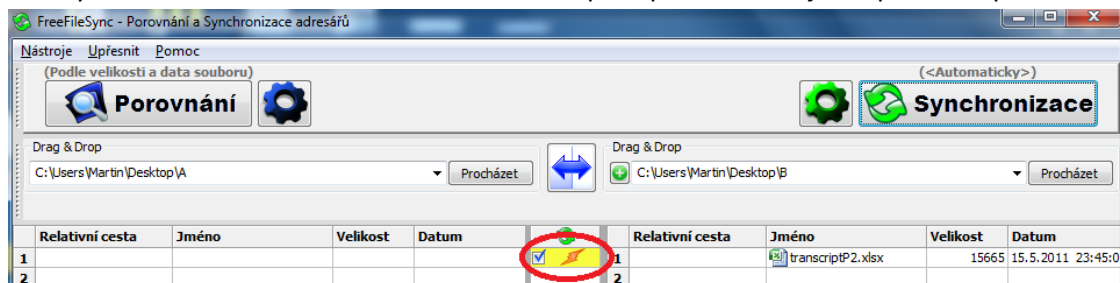 FreeFileSync - Porovnání a Synchronizace adresářů
Nástroje Upřesnit Pomoc
(Podle velikosti a data souboru) (<Automaticky>)
Porovnání Synchronizace
Drag & Drop Drag & Drop
C:\Users\Martin\Desktop\A Procházet C:\Users\Martin\Desktop\B Procházet
Relativní cesta Jméno Velikost Datum Relativní cesta Jméno Velikost Datum
1 1 transcriptP2.xlsx 15665 15.5.2011 23:45:0
2 2